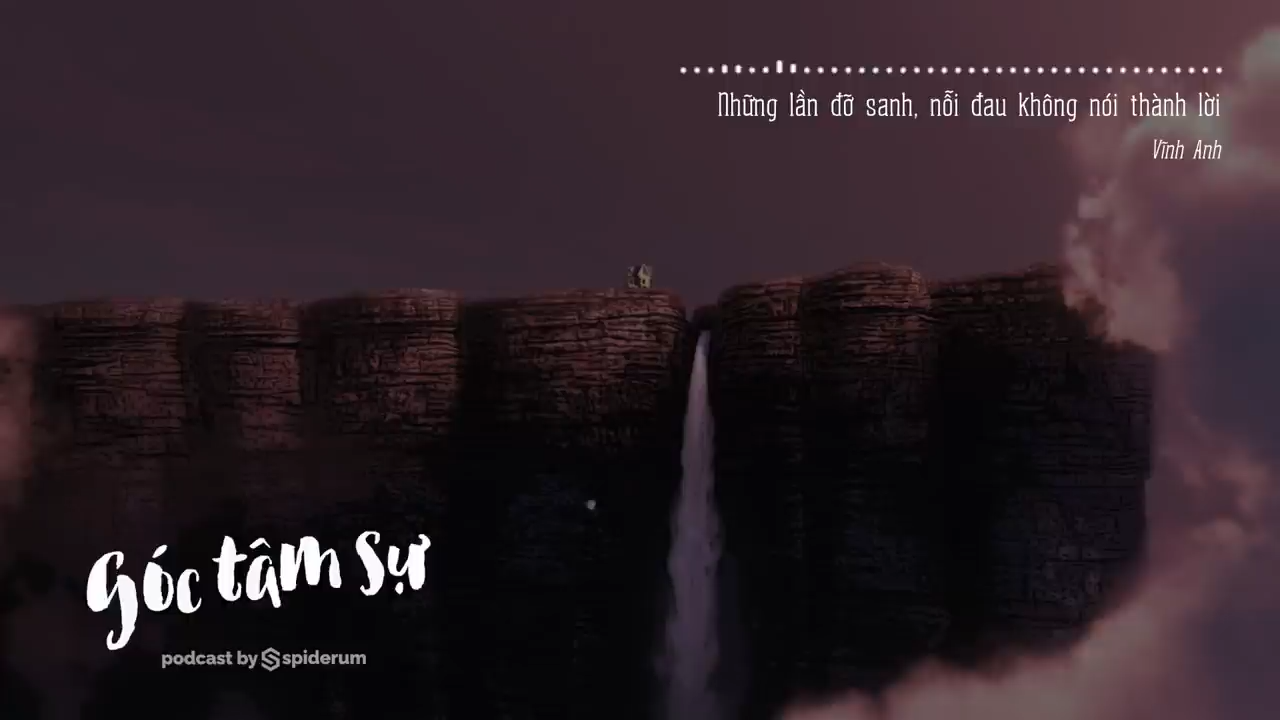 Những lần đỡ sanh, nỗi đau không nói thành lời
Vĩnh Anh
Góc tâm sự
podcast by spiderum